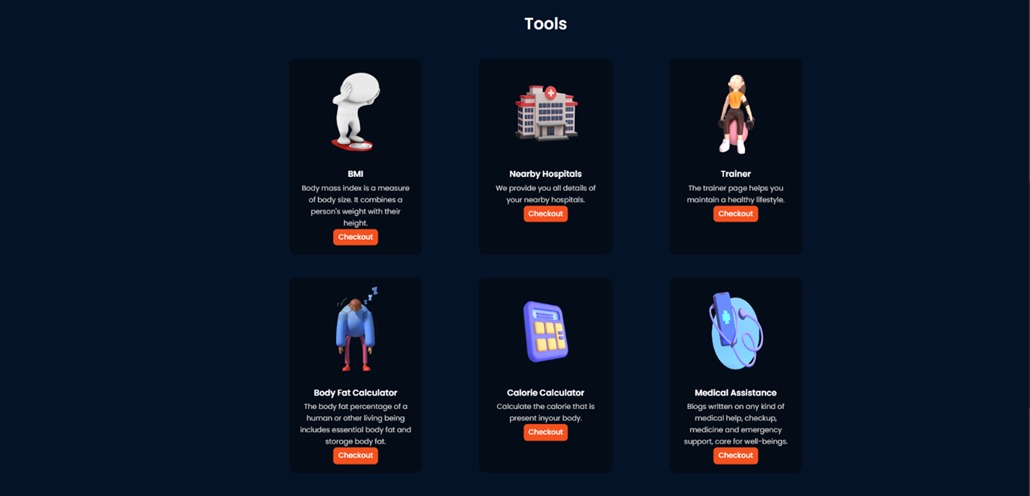 Tools
BMI
Body mass index is a measure
of body size. It combines a
person's weight with their
height.
Checkout
Nearby Hospitals
We provide you all details of
your nearby hospitals.
Checkout
Trainer
The trainer page helps you
maintain a healthy lifestyle.
Checkout
Body Fat Calculator
The body fat percentage of a
human or other living being
includes essential body fat and
storage body fat.
Checkout
Calorie Calculator
Calculate the calorie that is
present inyour body.
Checkout
Medical Assistance
Blogs written on any kind of
medical help, checkup,
medicine and emergency
support, care for well-beings.
Checkout